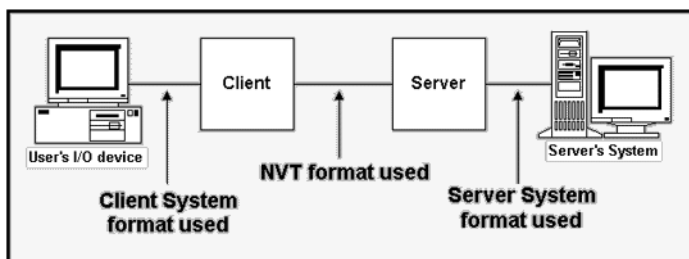 Client
Server
User's I/O device
Server's System
NVT format used
Client System
format used
Server System
format used